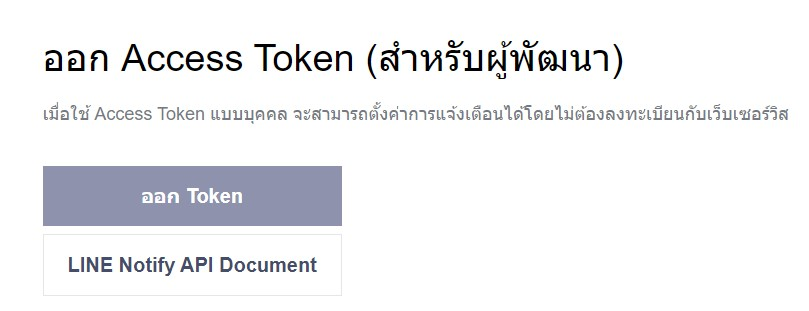 ออก Access Token (สำหรับผู้พัฒนา)
เมื่อใช้ Access Token แบบบุคคล จะสามารถตั้งค่าการแจ้งเตือนได้โดยไม่ต้องลงทะเบียนกับเว็บเซอร์วิส
ออก Token
LINE Notify API Document